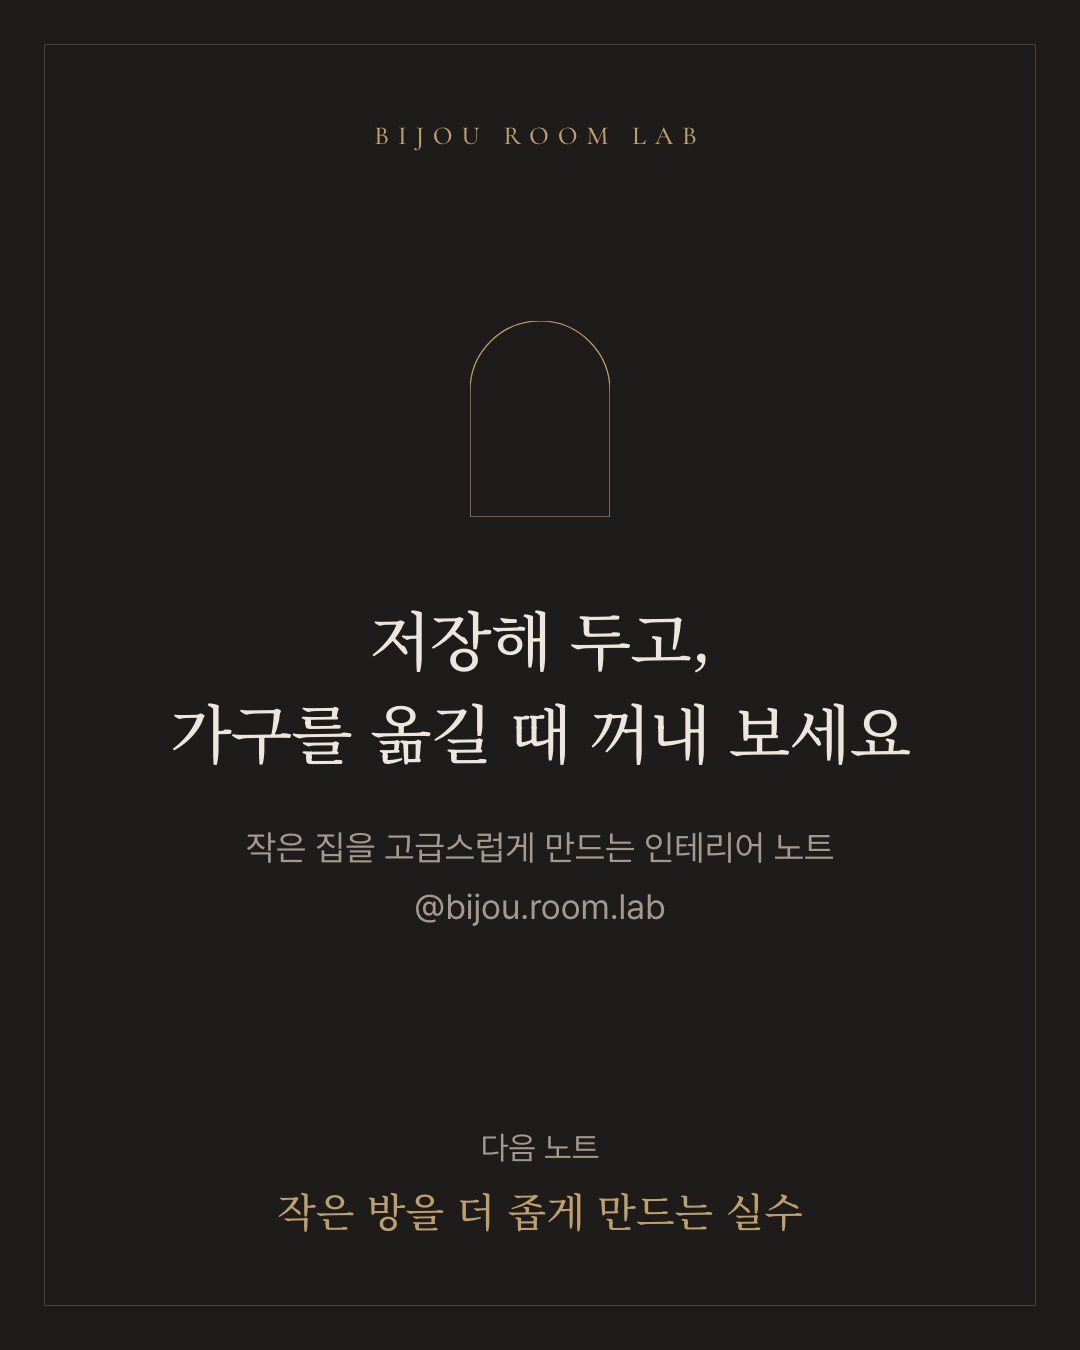 BIJOU ROOM LAB
저장해 두고,
가구를 옮길 때 꺼내 보세요
작은 집을 고급스럽게 만드는 인테리어 노트
@bijou.room.lab
다음 노트
작은 방을 더 좁게 만드는 실수